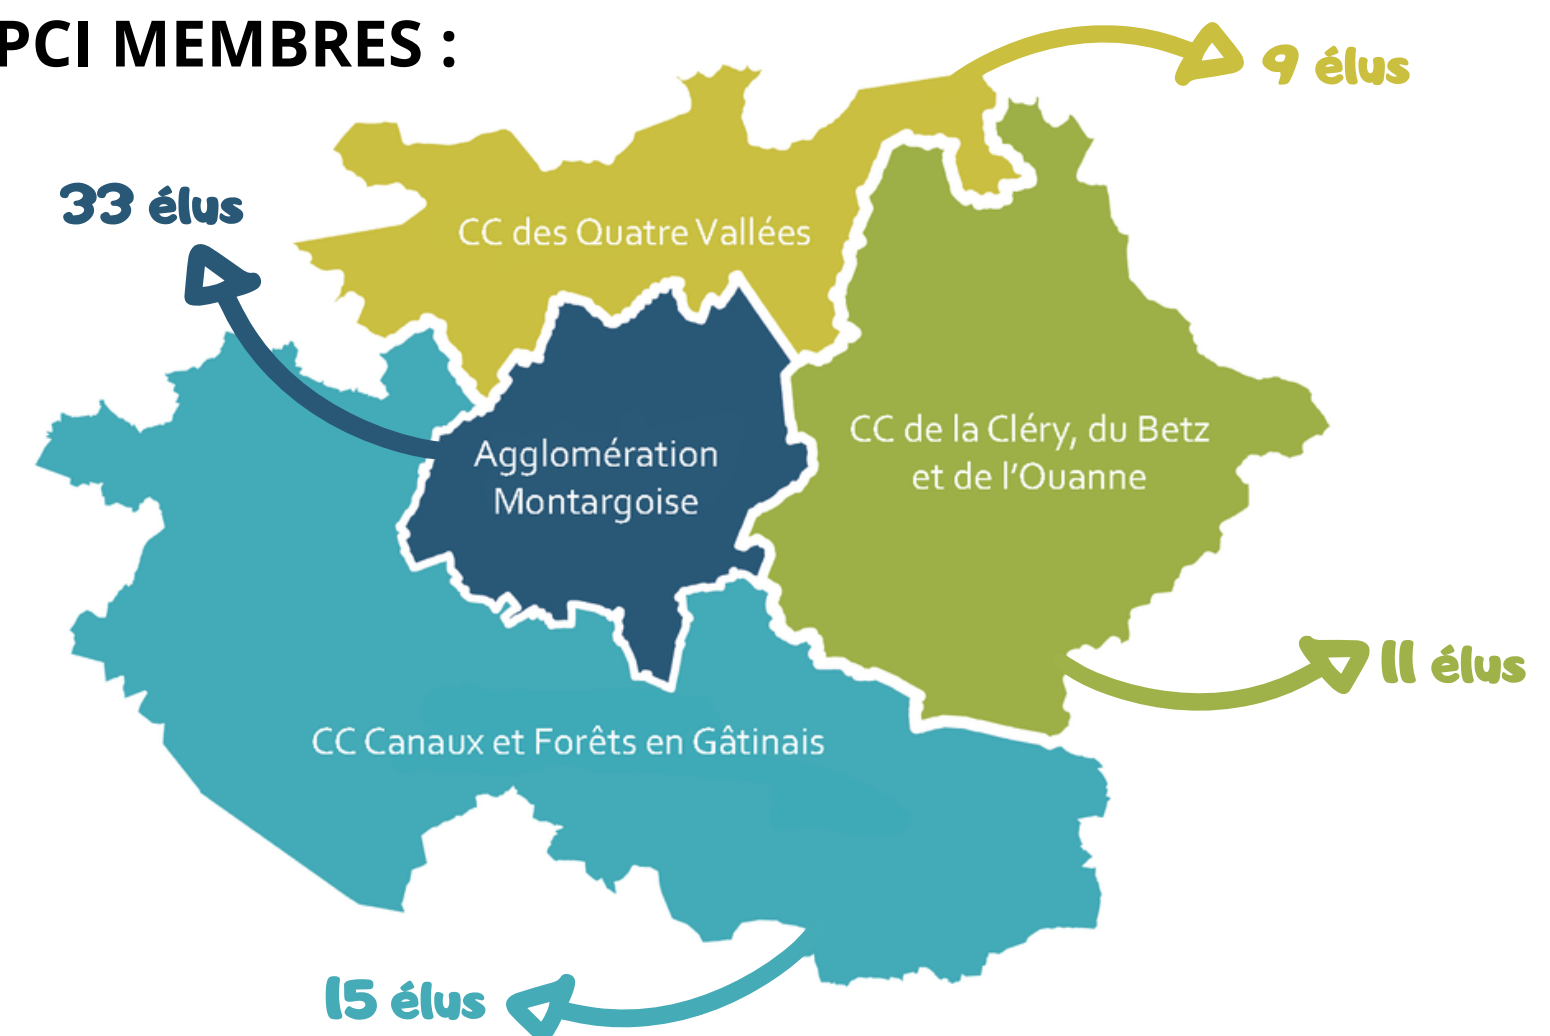 PCI MEMBRES :
9 élus
33 élus
CC des Quatre Vallées
CC de la Cléry, du Betz
et de l'Ouanne
Agglomération
Montargoise
11 élus
CC Canaux et Forêts en Gâtinais
15 élus